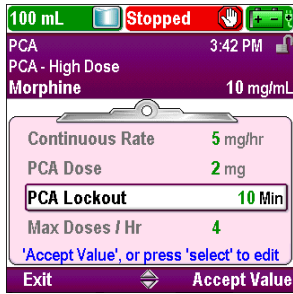 100 mL Stopped
PCA 3:42 PM
PCA - High Dose
Morphine 10 mg/mL
Continuous Rate 5 mg/hr
PCA Dose 2 mg
PCA Lockout 10 Min
Max Doses / Hr 4
'Accept Value', or press 'select' to edit
Exit Accept Value